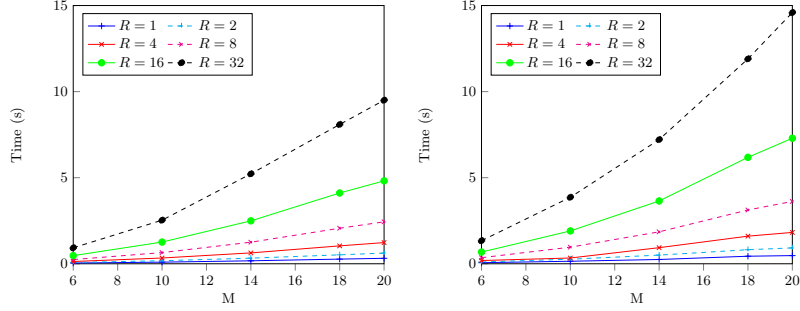 15
10
5
0
Time (s)
R = 1 R = 2
R = 4 R = 8
R = 16 R = 32
6 8 10 12 14 16 18 20
M
15
10
5
0
Time (s)
R = 1 R = 2
R = 4 R = 8
R = 16 R = 32
6 8 10 12 14 16 18 20
M